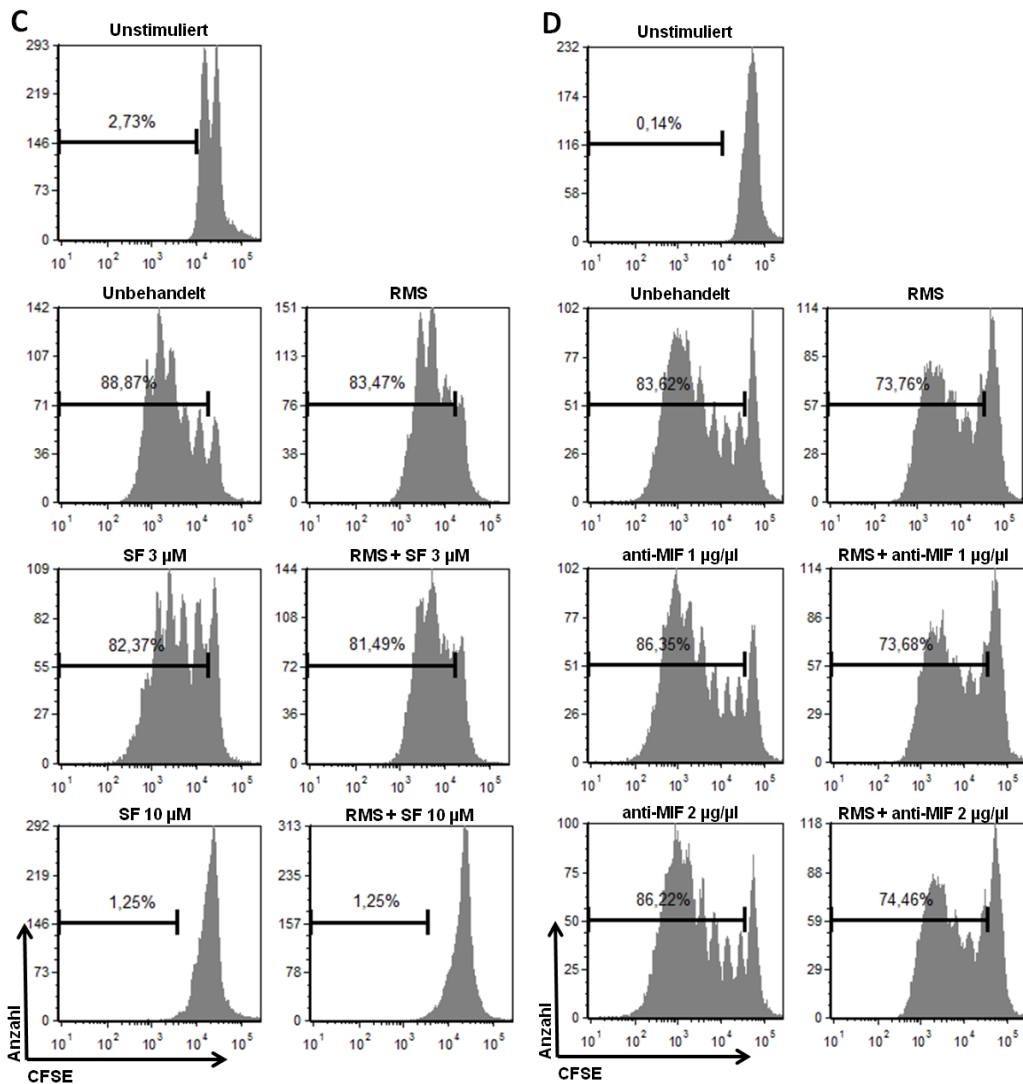 C
Unstimuliert
293
219
146
73
0
2,73%
10¹ 10² 10³ 10⁴ 10⁵
Unbehandelt
142
107
71
36
0
88,87%
10¹ 10² 10³ 10⁴ 10⁵
RMS
151
113
76
38
0
83,47%
10¹ 10² 10³ 10⁴ 10⁵
SF 3 µM
109
82
55
27
0
82,37%
10¹ 10² 10³ 10⁴ 10⁵
RMS + SF 3 µM
144
108
72
36
0
81,49%
10¹ 10² 10³ 10⁴ 10⁵
SF 10 µM
292
219
146
73
0
1,25%
10¹ 10² 10³ 10⁴ 10⁵
RMS + SF 10 µM
313
235
157
78
0
1,25%
10¹ 10² 10³ 10⁴ 10⁵
Anzahl
CFSE
D
Unstimuliert
232
174
116
58
0
0,14%
10¹ 10² 10³ 10⁴ 10⁵
Unbehandelt
102
77
51
26
0
83,62%
10¹ 10² 10³ 10⁴ 10⁵
RMS
114
86
57
29
0
73,76%
10¹ 10² 10³ 10⁴ 10⁵
anti-MIF 1 µg/µl
102
77
51
26
0
86,35%
10¹ 10² 10³ 10⁴ 10⁵
RMS + anti-MIF 1 µg/µl
114
86
57
29
0
73,68%
10¹ 10² 10³ 10⁴ 10⁵
anti-MIF 2 µg/µl
100
75
50
25
0
86,22%
10¹ 10² 10³ 10⁴ 10⁵
RMS + anti-MIF 2 µg/µl
118
88
59
29
0
74,46%
10¹ 10² 10³ 10⁴ 10⁵
Anzahl
CFSE